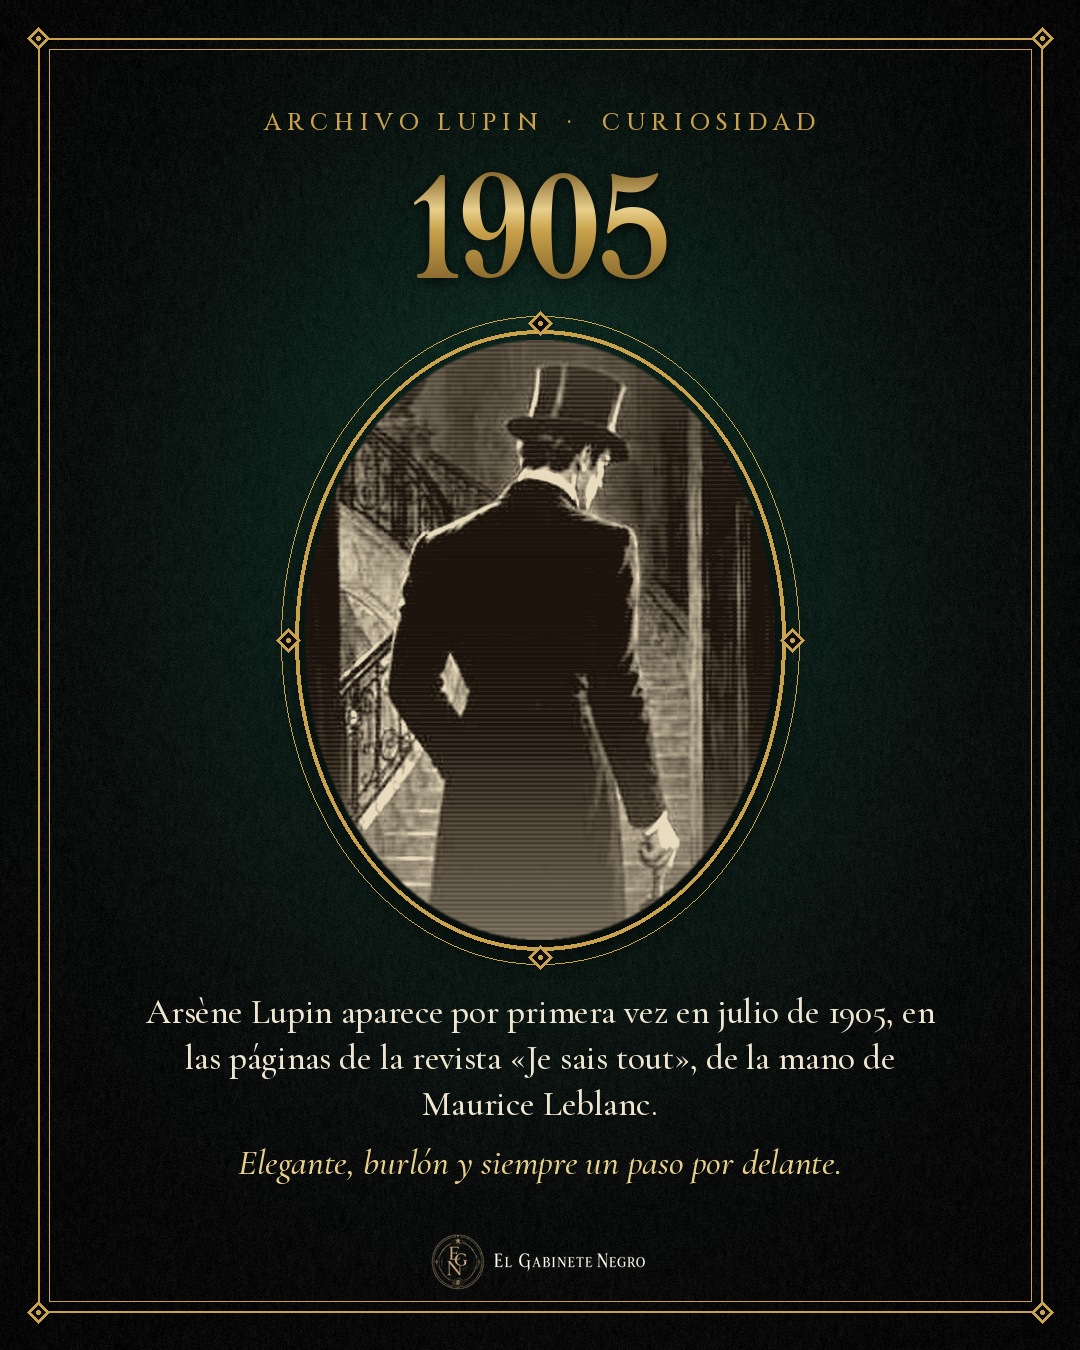 ARCHIVO LUPIN · CURIOSIDAD
1905
Arsène Lupin aparece por primera vez en julio de 1905, en
las páginas de la revista «Je sais tout», de la mano de
Maurice Leblanc.
Elegante, burlón y siempre un paso por delante.
EGN
El Gabinete Negro